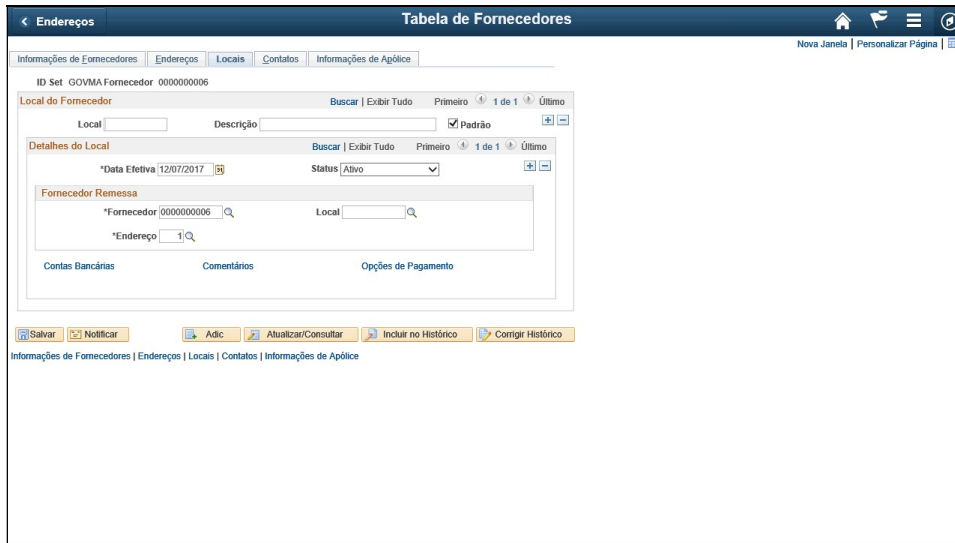 Endereços
Tabela de Fornecedores
Nova Janela | Personalizar Página |
Informações de Fornecedores Endereços Locais Contatos Informações de Apólice
ID Set GOVMA Fornecedor 0000000006
Local do Fornecedor Buscar | Exibir Tudo Primeiro 1 de 1 Último
Local Descrição Padrão
Detalhes do Local Buscar | Exibir Tudo Primeiro 1 de 1 Último
*Data Efetiva 12/07/2017 Status Ativo
Fornecedor Remessa
*Fornecedor 0000000006 Local
*Endereço 1
Contas Bancárias Comentários Opções de Pagamento
Salvar Notificar Adic Atualizar/Consultar Incluir no Histórico Corrigir Histórico
Informações de Fornecedores | Endereços | Locais | Contatos | Informações de Apólice